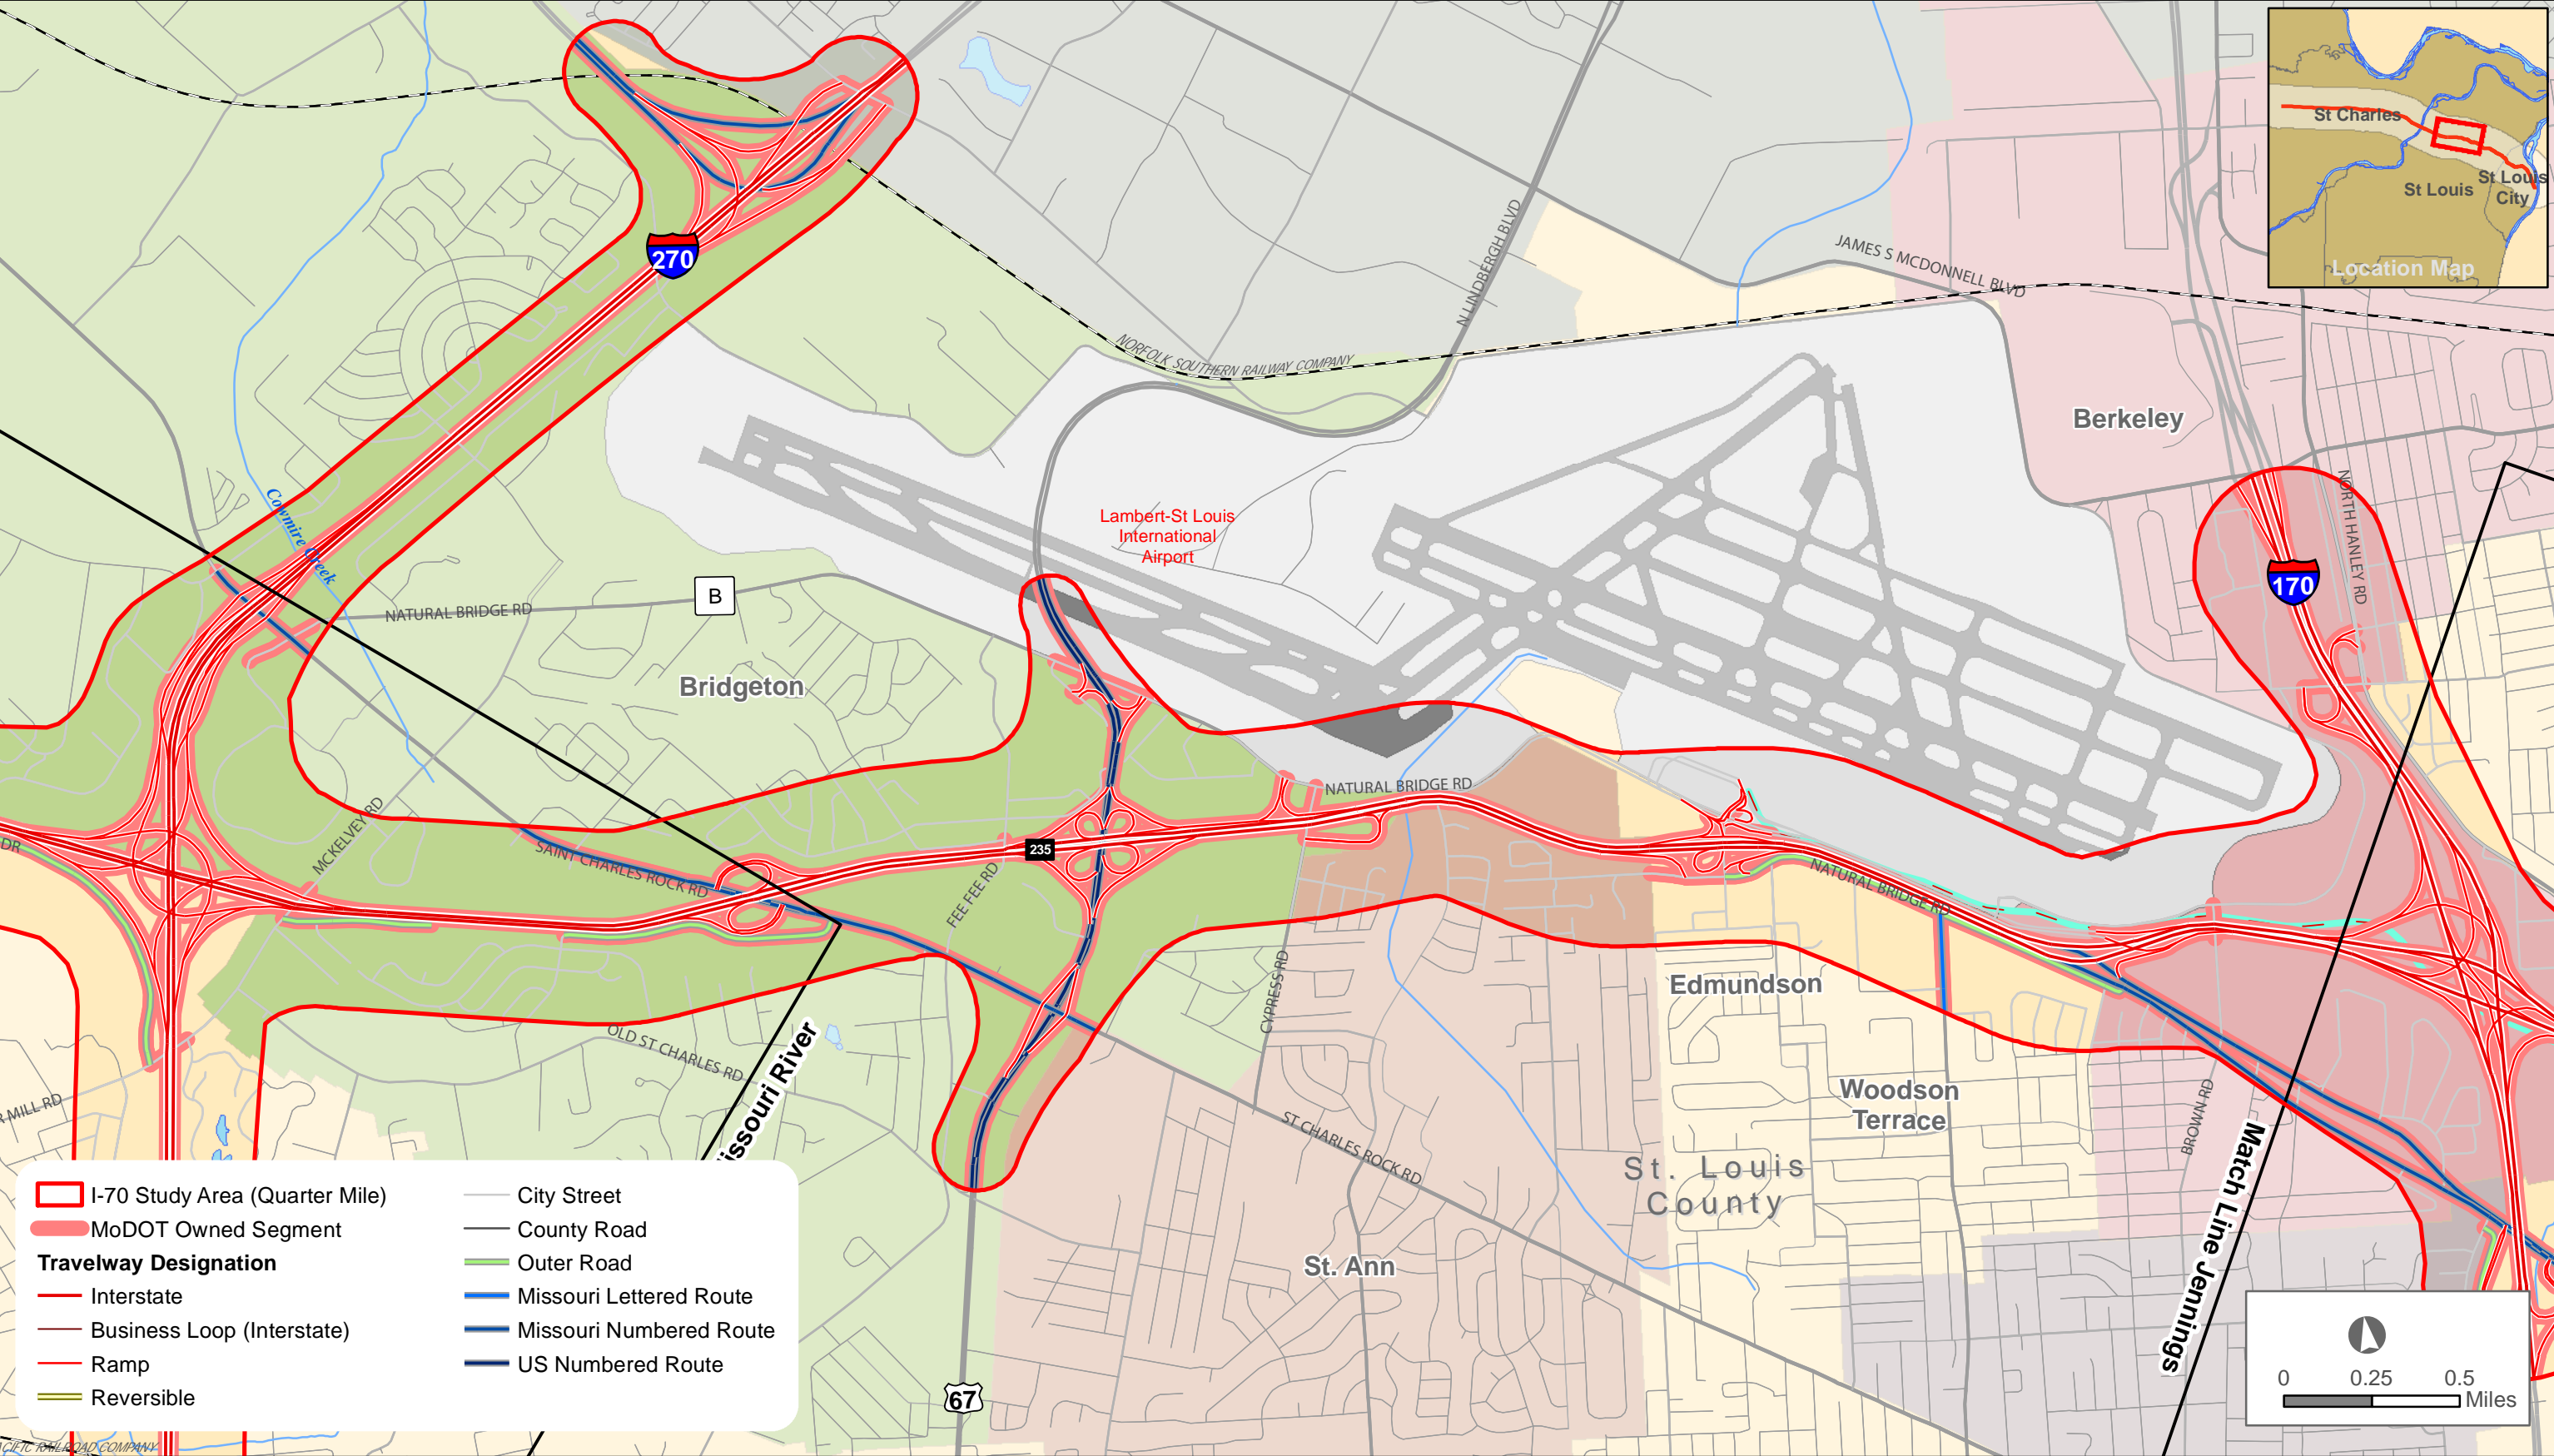 St Charles
St Louis
St Louis
City
Location Map
270
N LINDBERGH BLVD
JAMES S MCDONNELL BLVD
NORFOLK SOUTHERN RAILWAY COMPANY
Berkeley
NORTH HANLEY RD
170
Lambert-St Louis
International
Airport
Cowmire Creek
NATURAL BRIDGE RD
B
Bridgeton
NATURAL BRIDGE RD
MCKELVEY RD
DR
SAINT CHARLES ROCK RD
235
FEE FEE RD
NATURAL BRIDGE RD
CYPRESS RD
Edmundson
OLD ST CHARLES RD
Woodson
Terrace
MILL RD
issouri River
ST CHARLES ROCK RD
BROWN RD
St. Louis
County
Match Line Jennings
St. Ann
67
I-70 Study Area (Quarter Mile)
MoDOT Owned Segment
Travelway Designation
Interstate
Business Loop (Interstate)
Ramp
Reversible
City Street
County Road
Outer Road
Missouri Lettered Route
Missouri Numbered Route
US Numbered Route
0 0.25 0.5
Miles
ACIFIC RAILROAD COMPANY